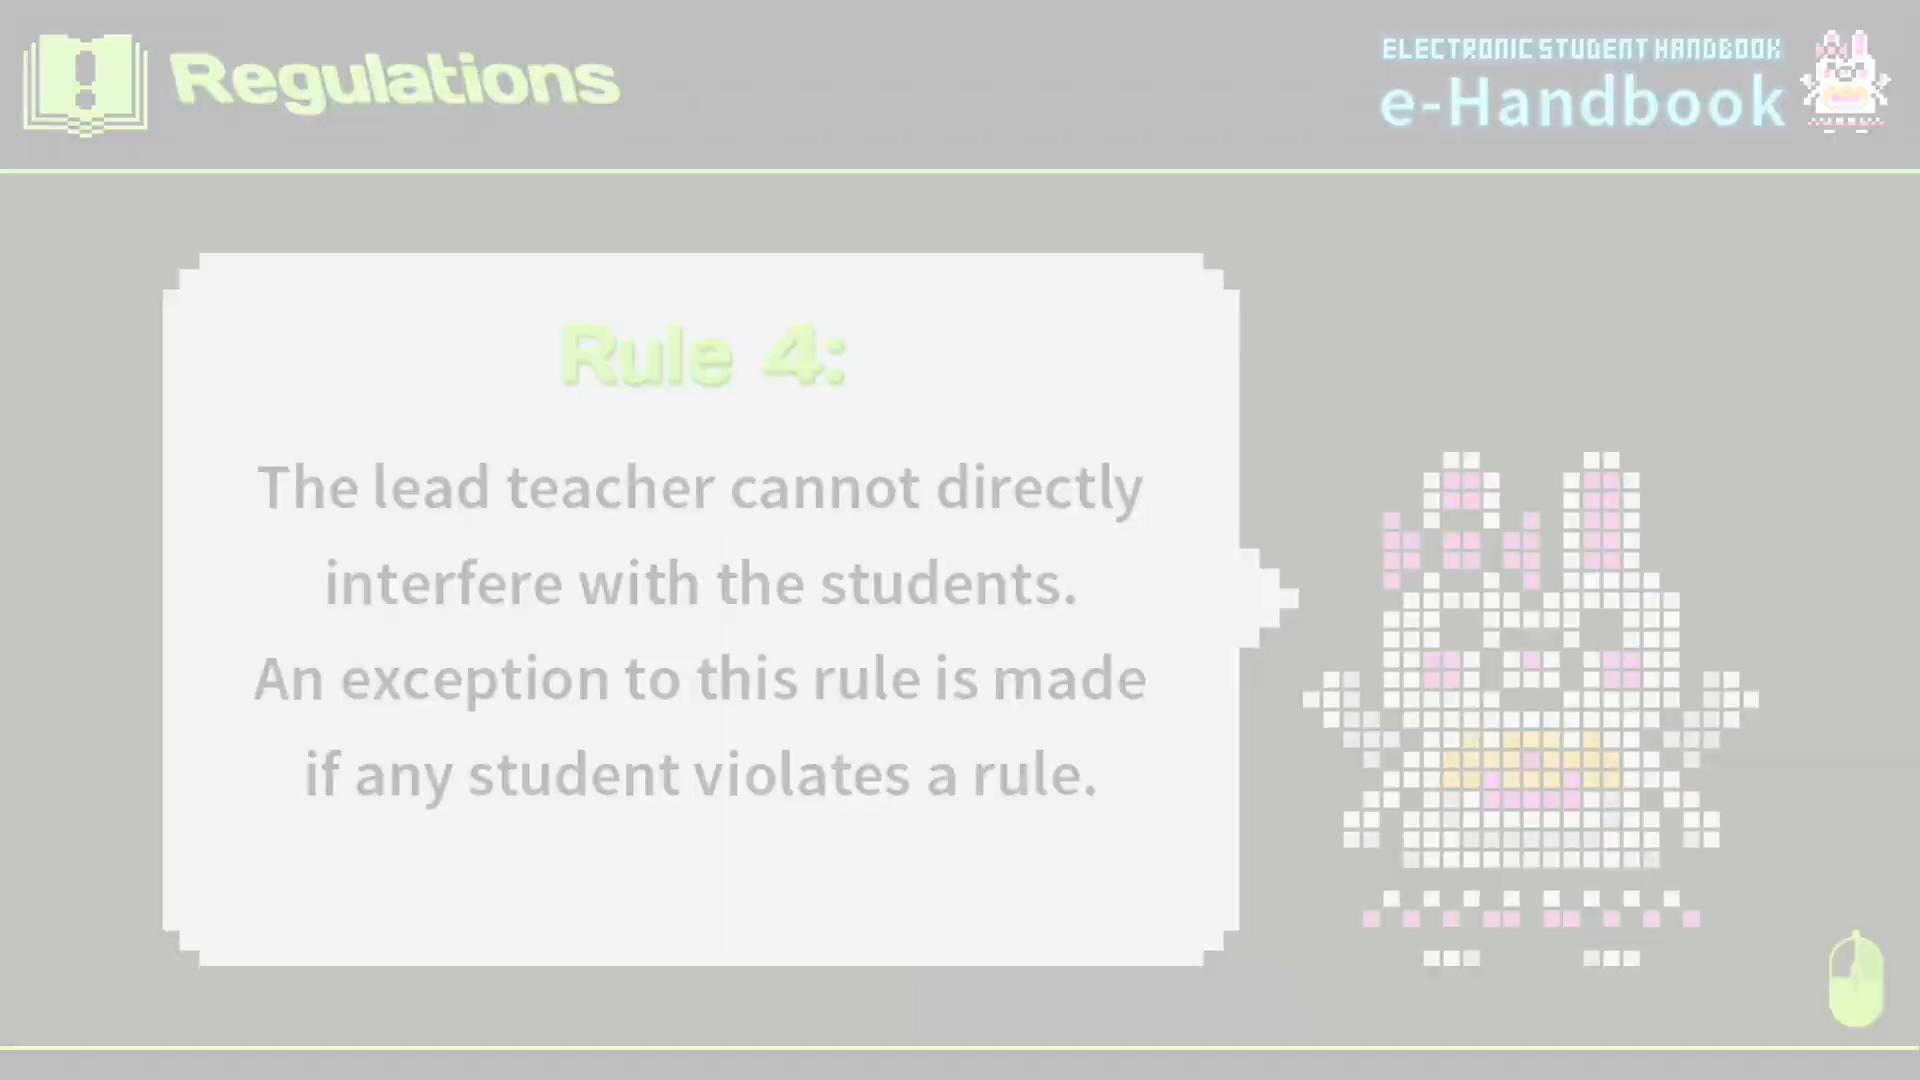 Regulations
ELECTRONIC STUDENT HANDBOOK
e-Handbook
Rule 4:
The lead teacher cannot directly
interfere with the students.
An exception to this rule is made
if any student violates a rule.